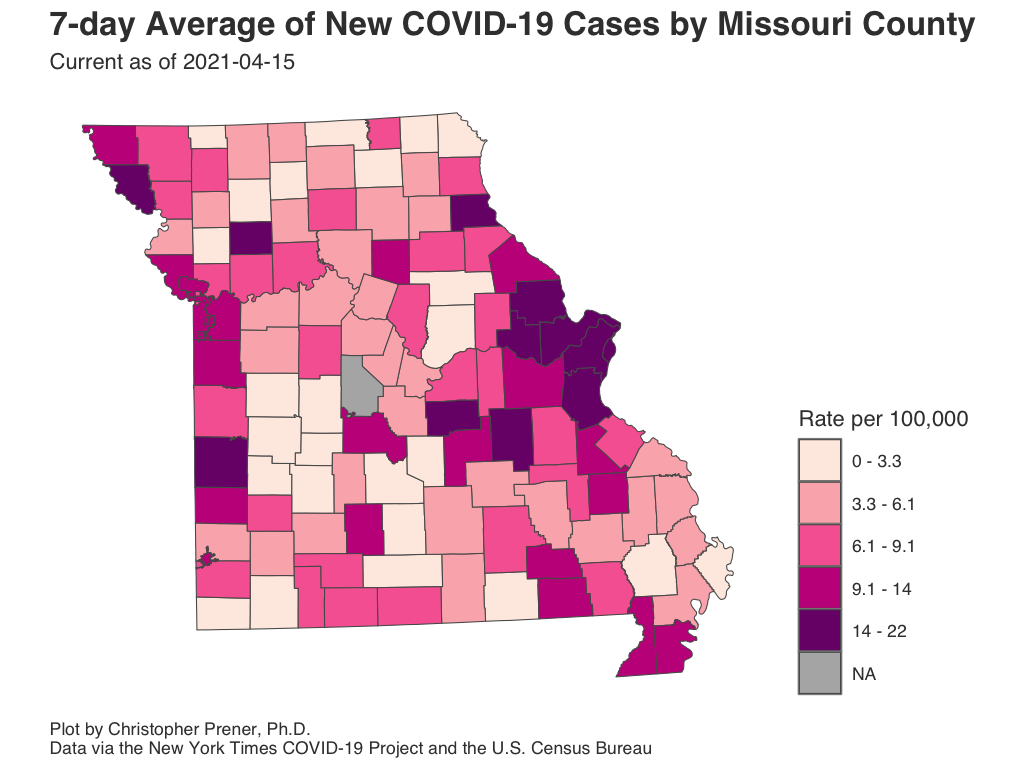 7-day Average of New COVID-19 Cases by Missouri County
Current as of 2021-04-15
Rate per 100,000
0 - 3.3
3.3 - 6.1
6.1 - 9.1
9.1 - 14
14 - 22
NA
Plot by Christopher Prener, Ph.D.
Data via the New York Times COVID-19 Project and the U.S. Census Bureau